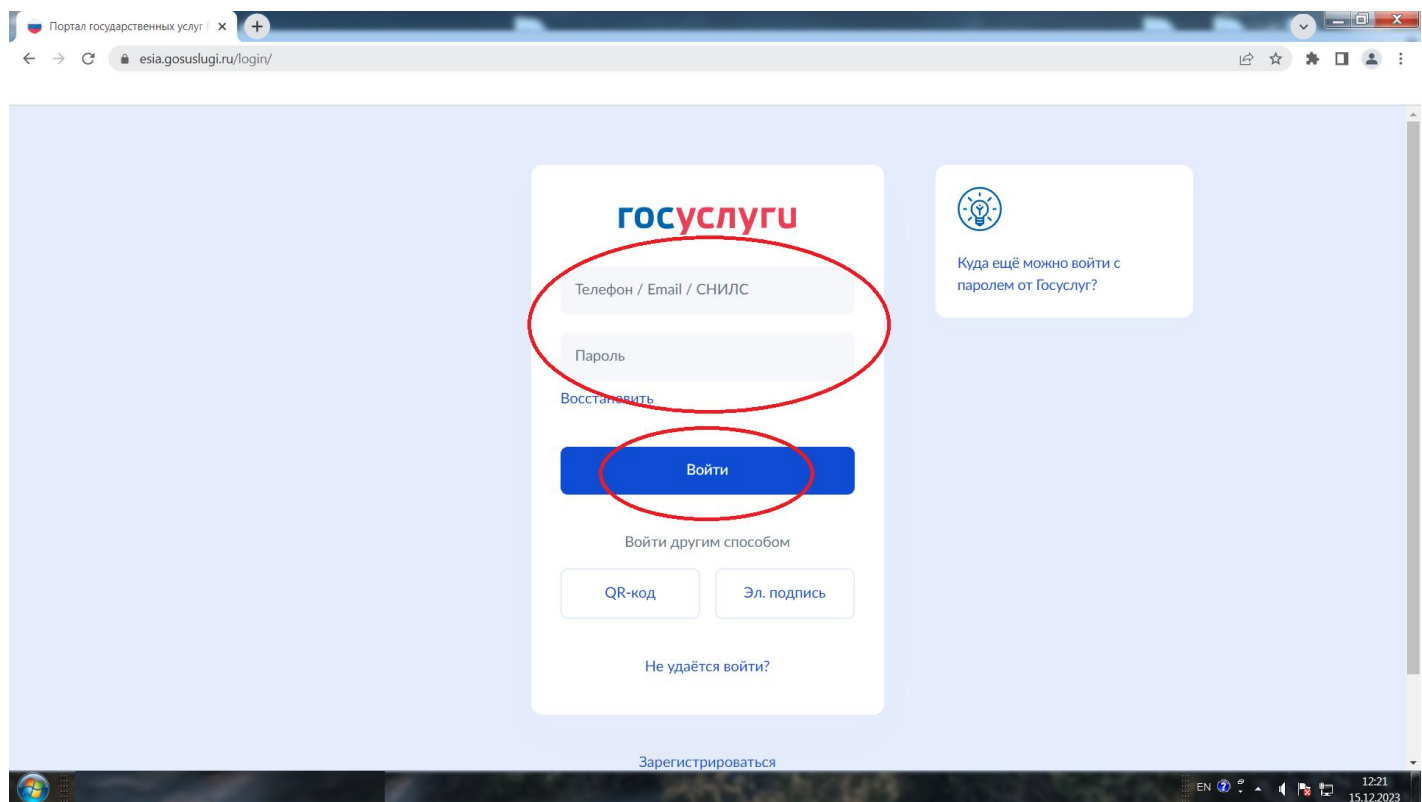 Портал государственных услуг
esia.gosuslugi.ru/login/
госуслуги
Телефон / Email / СНИЛС
Пароль
Восстановить
Войти
Войти другим способом
QR-код
Эл. подпись
Не удаётся войти?
Зарегистрироваться
Куда ещё можно войти с
паролем от Госуслуг?
EN
12:21
15.12.2023